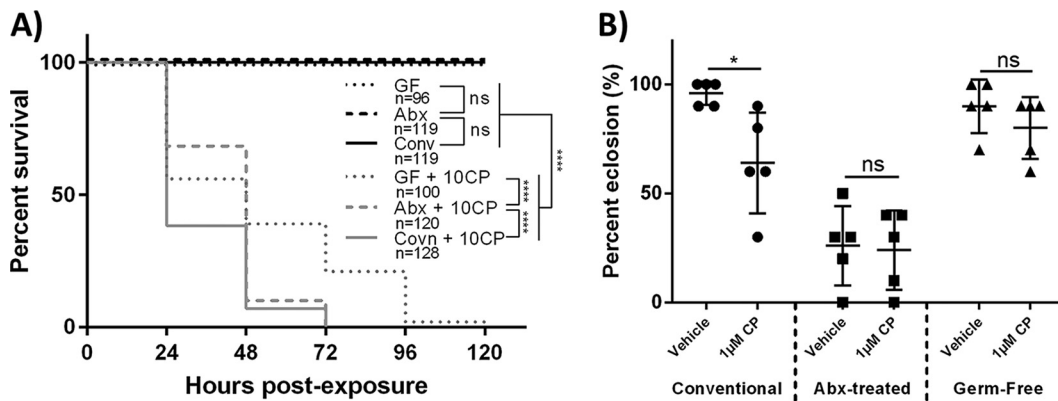 A)
Percent survival
100
50
0
0 24 48 72 96 120
Hours post-exposure
GF
n=96
Abx
n=119
Conv
n=119
GF + 10CP
n=100
Abx + 10CP
n=120
Covn + 10CP
n=128
ns
ns
****
****
****
B)
Percent eclosion (%)
100
50
0
*
ns
ns
Vehicle
1µM CP
Vehicle
1µM CP
Vehicle
1µM CP
Conventional
Abx-treated
Germ-Free